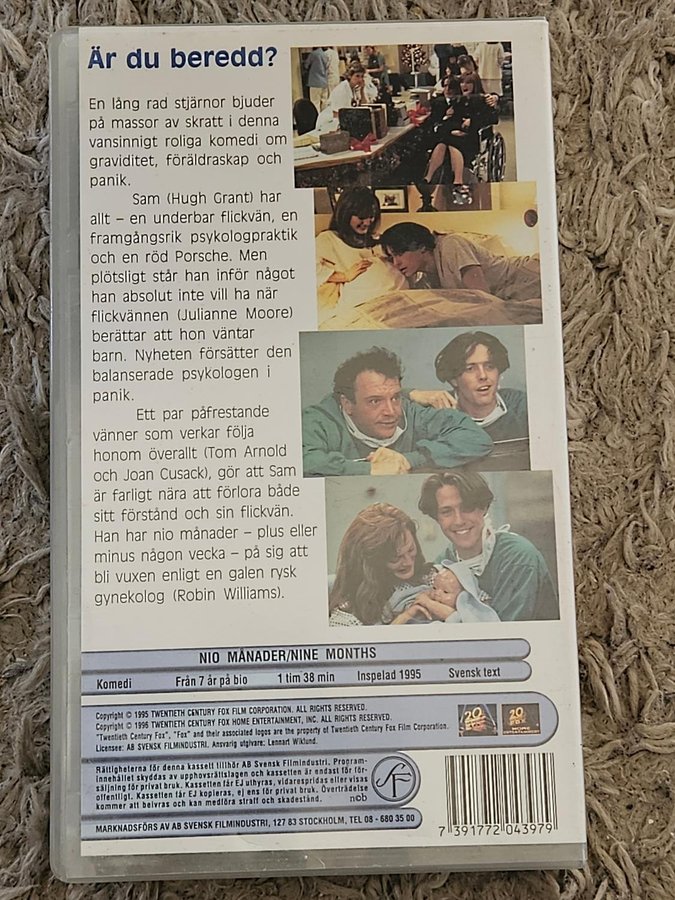 Är du beredd?
En lång rad stjärnor bjuder
på massor av skratt i denna
vansinnigt roliga komedi om
graviditet, föräldraskap och
panik.
Sam (Hugh Grant) har
allt – en underbar flickvän, en
framgångsrik psykologpraktik
och en röd Porsche. Men
plötsligt står han inför något
han absolut inte vill ha när
flickvännen (Julianne Moore)
berättar att hon väntar
barn. Nyheten försätter den
balanserade psykologen i
panik.
Ett par påfrestande
vänner som verkar följa
honom överallt (Tom Arnold
och Joan Cusack), gör att Sam
är farligt nära att förlora både
sitt förstånd och sin flickvän.
Han har nio månader – plus eller
minus någon vecka – på sig att
bli vuxen enligt en galen rysk
gynekolog (Robin Williams).
NIO MÅNADER/NINE MONTHS
Komedi Från 7 år på bio 1 tim 38 min Inspelad 1995 Svensk text
Copyright © 1995 TWENTIETH CENTURY FOX FILM CORPORATION. ALL RIGHTS RESERVED.
Copyright © 1996 TWENTIETH CENTURY FOX HOME ENTERTAINMENT, INC. ALL RIGHTS RESERVED.
"Twentieth Century Fox", "Fox" and their associated logos are the property of Twentieth Century Fox Film Corporation.
Licensee: AB SVENSK FILMINDUSTRI. Ansvarig utgivare: Lennart Wiklund.
20 FOX
20 FOX
Rättigheterna för denna kassett tillhör AB Svensk Filmindustri. Program-
innehållet skyddas av upphovsrättslagen och kassetten är endast för för-
säljning för privat bruk. Kassetten får EJ uthyras, vidarespridas eller visas
offentligt. Kassetten får EJ kopieras, ej ens för privat bruk. Överträdelse
kommer att beivras och kan medföra straff och skadestånd.
SF
ncb
MARKNADSFÖRS AV AB SVENSK FILMINDUSTRI, 127 83 STOCKHOLM, TEL 08 - 680 35 00
7 391772 043979